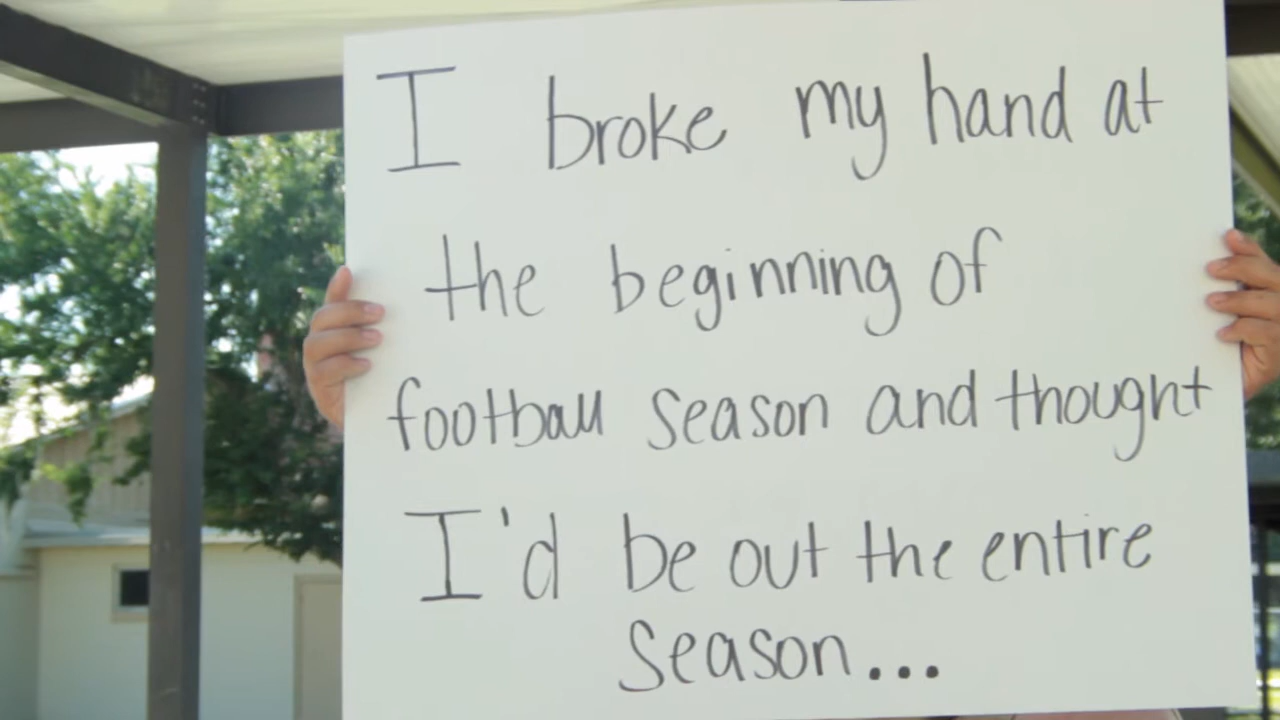 I broke my hand at
the beginning of
football season and thought
I'd be out the entire
season...